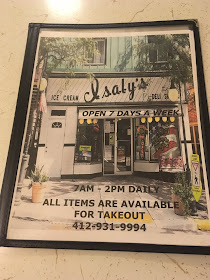 Isaly's
ICE CREAM
DELI
OPEN 7 DAYS A WEEK
7AM - 2PM DAILY
ALL ITEMS ARE AVAILABLE
FOR TAKEOUT
412-931-9994